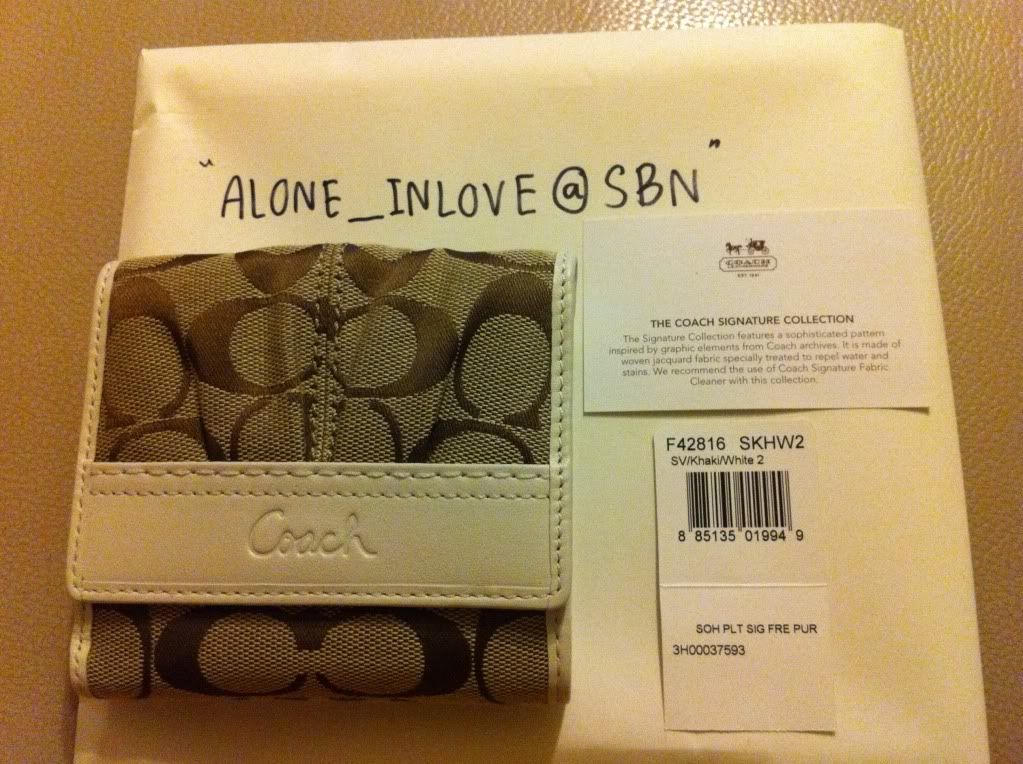 "ALONE_INLOVE @ SBN"
COACH
EST. 1941
THE COACH SIGNATURE COLLECTION
The Signature Collection features a sophisticated pattern
inspired by graphic elements from Coach archives. It is made of
woven jacquard fabric specially treated to repel water and
stains. We recommend the use of Coach Signature Fabric
Cleaner with this collection.
F42816 SKHW2
SV/Khaki/White 2
8 85135 01994 9
Coach
SOH PLT SIG FRE PUR
3H00037593